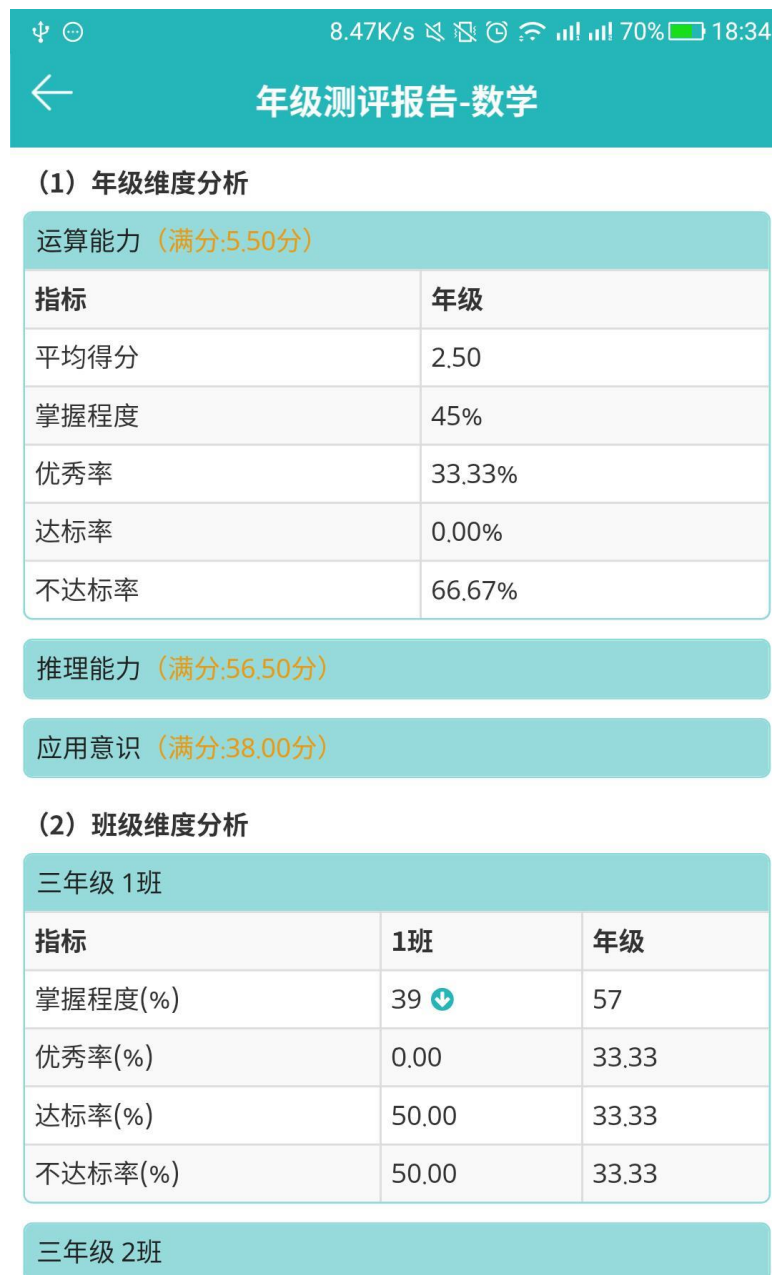 8.47K/s 70% 18:34
年级测评报告-数学
（1）年级维度分析
运算能力（满分:5.50分）
指标 年级
平均得分 2.50
掌握程度 45%
优秀率 33.33%
达标率 0.00%
不达标率 66.67%
推理能力（满分:56.50分）
应用意识（满分:38.00分）
（2）班级维度分析
三年级 1班
指标 1班 年级
掌握程度(%) 39 57
优秀率(%) 0.00 33.33
达标率(%) 50.00 33.33
不达标率(%) 50.00 33.33
三年级 2班